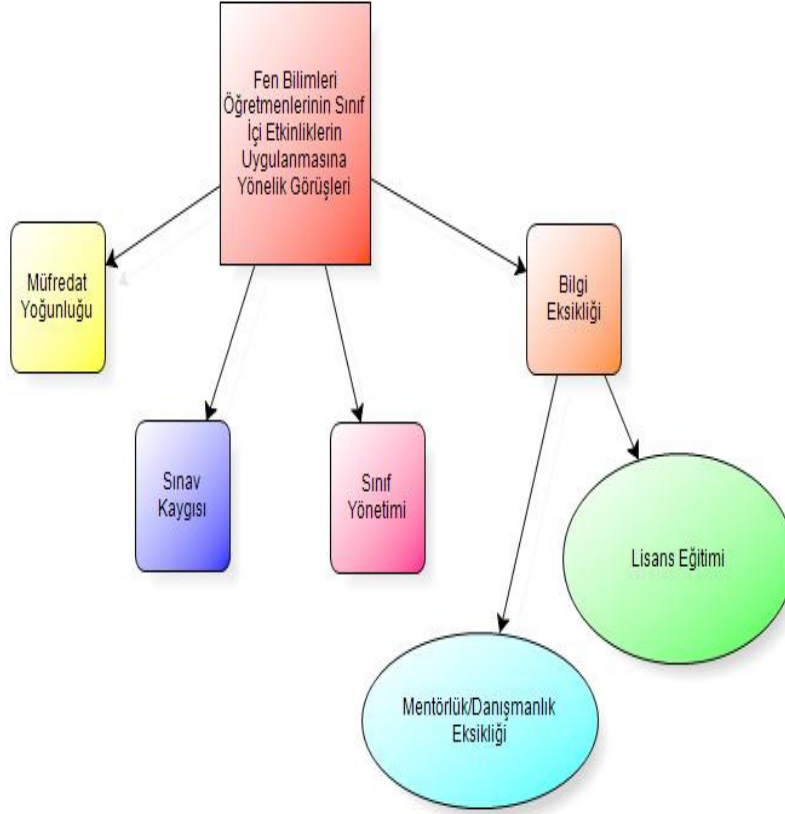 Fen Bilimleri
Öğretmenlerinin Sınıf
İçi Etkinliklerin
Uygulanmasına
Yönelik Görüşleri
Müfredat
Yoğunluğu
Bilgi
Eksikliği
Sınav
Kaygısı
Sınıf
Yönetimi
Lisans Eğitimi
Mentörlük/Danışmanlık
Eksikliği